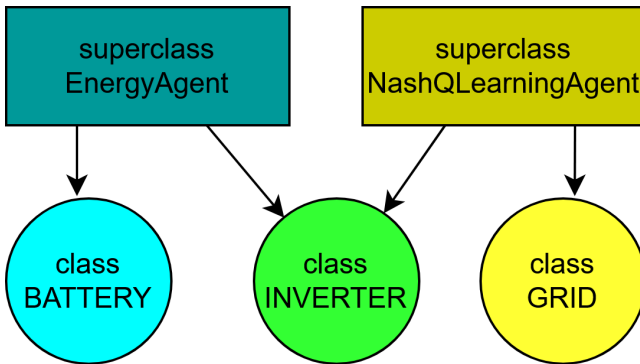 superclass
EnergyAgent
superclass
NashQLearningAgent
class
BATTERY
class
INVERTER
class
GRID